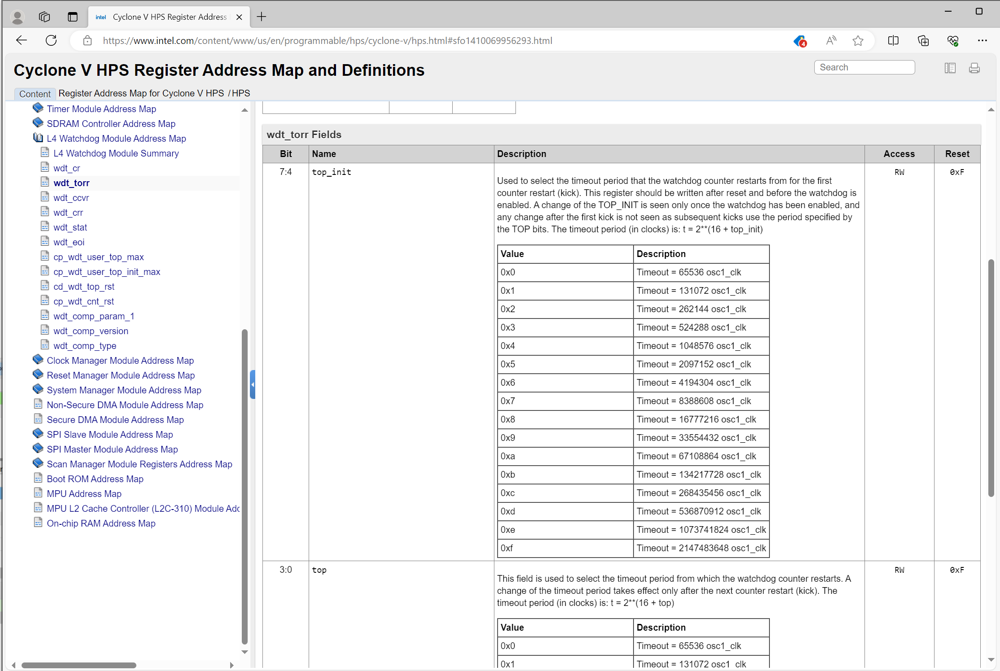 intel Cyclone V HPS Register Address
https://www.intel.com/content/www/us/en/programmable/hps/cyclone-v/hps.html#sfo1410069956293.html
4
Cyclone V HPS Register Address Map and Definitions
Search
Content Register Address Map for Cyclone V HPS / HPS
Timer Module Address Map
SDRAM Controller Address Map
L4 Watchdog Module Address Map
L4 Watchdog Module Summary
wdt_cr
wdt_torr
wdt_ccvr
wdt_crr
wdt_stat
wdt_eoi
cp_wdt_user_top_max
cp_wdt_user_top_init_max
cd_wdt_top_rst
cp_wdt_cnt_rst
wdt_comp_param_1
wdt_comp_version
wdt_comp_type
Clock Manager Module Address Map
Reset Manager Module Address Map
System Manager Module Address Map
Non-Secure DMA Module Address Map
Secure DMA Module Address Map
SPI Slave Module Address Map
SPI Master Module Address Map
Scan Manager Module Registers Address Map
Boot ROM Address Map
MPU Address Map
MPU L2 Cache Controller (L2C-310) Module Add
On-chip RAM Address Map
wdt_torr Fields
Bit Name Description Access Reset
7:4 top_init RW 0xF
Used to select the timeout period that the watchdog counter restarts from for the first
counter restart (kick). This register should be written after reset and before the watchdog is
enabled. A change of the TOP_INIT is seen only once the watchdog has been enabled, and
any change after the first kick is not seen as subsequent kicks use the period specified by
the TOP bits. The timeout period (in clocks) is: t = 2**(16 + top_init)
Value Description
0x0 Timeout = 65536 osc1_clk
0x1 Timeout = 131072 osc1_clk
0x2 Timeout = 262144 osc1_clk
0x3 Timeout = 524288 osc1_clk
0x4 Timeout = 1048576 osc1_clk
0x5 Timeout = 2097152 osc1_clk
0x6 Timeout = 4194304 osc1_clk
0x7 Timeout = 8388608 osc1_clk
0x8 Timeout = 16777216 osc1_clk
0x9 Timeout = 33554432 osc1_clk
0xa Timeout = 67108864 osc1_clk
0xb Timeout = 134217728 osc1_clk
0xc Timeout = 268435456 osc1_clk
0xd Timeout = 536870912 osc1_clk
0xe Timeout = 1073741824 osc1_clk
0xf Timeout = 2147483648 osc1_clk
3:0 top RW 0xF
This field is used to select the timeout period from which the watchdog counter restarts. A
change of the timeout period takes effect only after the next counter restart (kick). The
timeout period (in clocks) is: t = 2**(16 + top)
Value Description
0x0 Timeout = 65536 osc1_clk
0x1 Timeout = 131072 osc1_clk